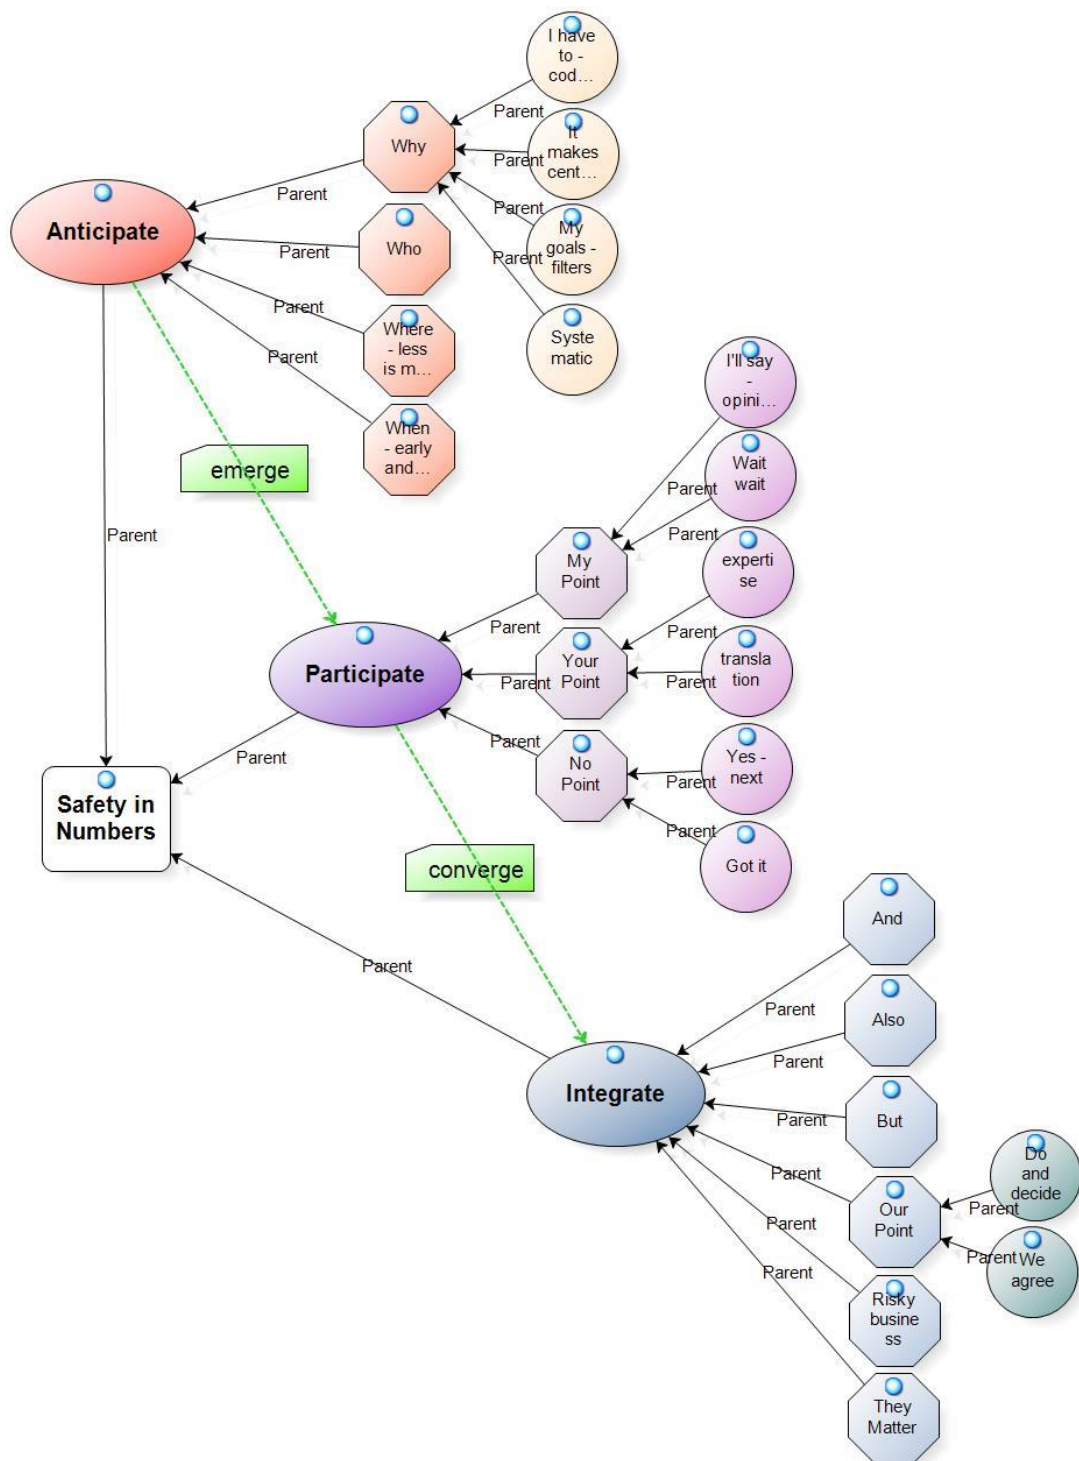 I have
to -
cod...
Parent
Why
It
makes
cent...
Parent
Parent
Parent
My
goals -
filters
Parent
Anticipate
Who
Parent
Parent
Where
- less
is m...
Syste
matic
Parent
When
- early
and...
I'll say
-
opini...
emerge
Wait
wait
Parent
Parent
Parent
My
Point
experti
se
Parent
Parent
Participate
Your
Point
Parent
transla
tion
Parent
No
Point
Parent
Yes -
next
Parent
Parent
Safety in
Numbers
Parent
Got it
converge
And
Parent
Parent
Also
Parent
Integrate
But
Parent
Do
and
decide
Our
Point
Parent
Parent
Parent
We
agree
Parent
Parent
Risky
busine
ss
They
Matter